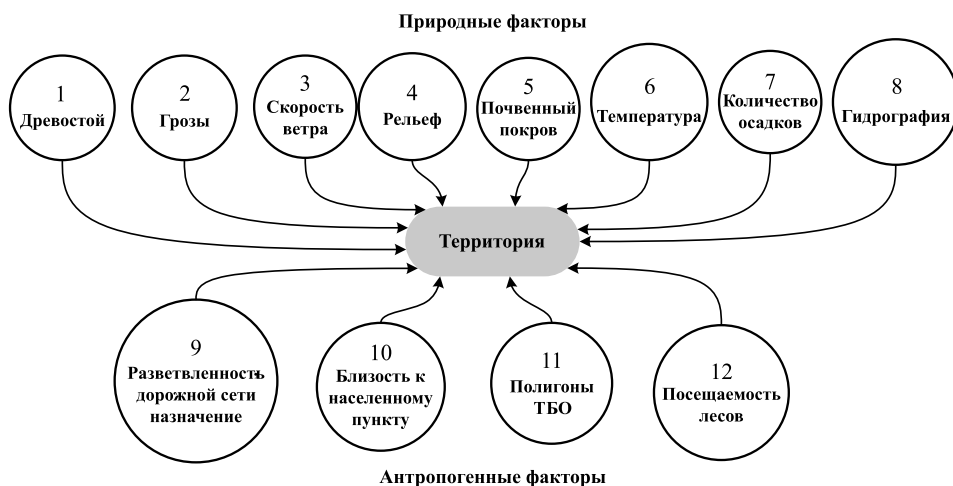 Природные факторы
1
Древостой
2
Грозы
3
Скорость
ветра
4
Рельеф
5
Почвенный
покров
6
Температура
7
Количество
осадков
8
Гидрография
Территория
9
Разветвленность
дорожной сети
назначение
10
Близость к
населенному
пункту
11
Полигоны
ТБО
12
Посещаемость
лесов
Антропогенные факторы